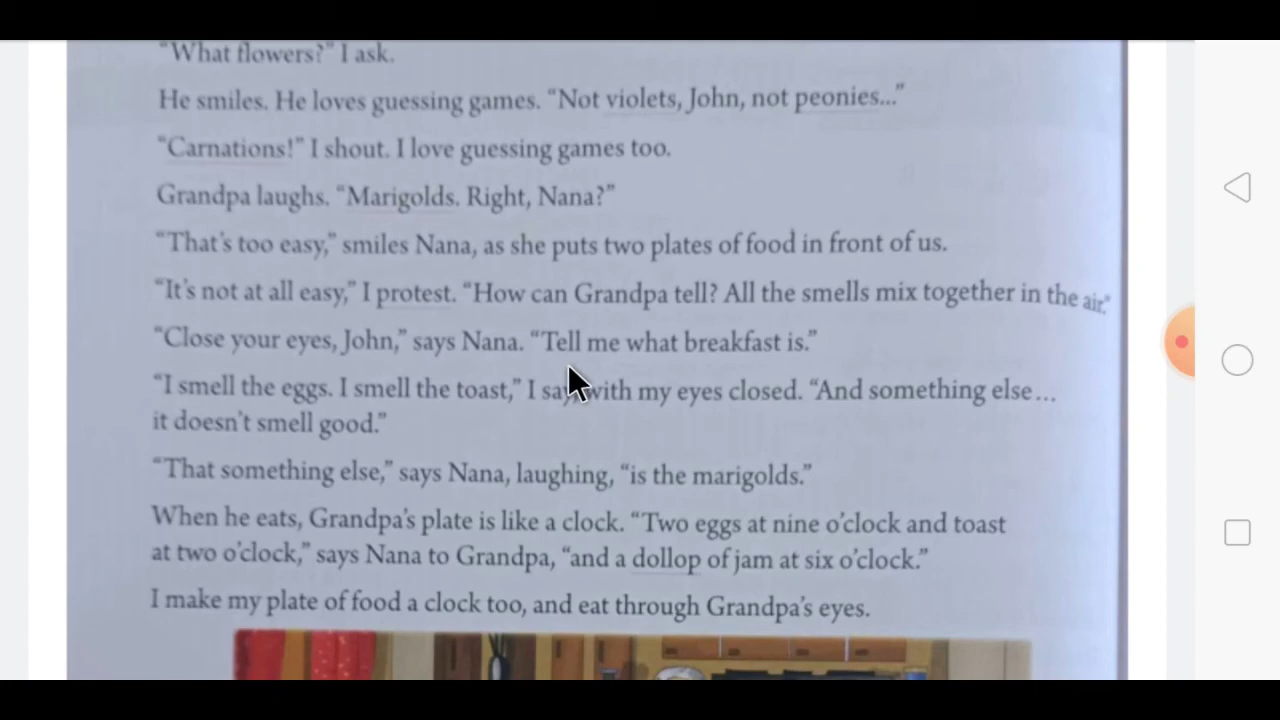 "What flowers?" I ask.
He smiles. He loves guessing games. "Not violets, John, not peonies..."
"Carnations!" I shout. I love guessing games too.
Grandpa laughs. "Marigolds. Right, Nana?"
"That's too easy," smiles Nana, as she puts two plates of food in front of us.
"It's not at all easy," I protest. "How can Grandpa tell? All the smells mix together in the air."
"Close your eyes, John," says Nana. "Tell me what breakfast is."
"I smell the eggs. I smell the toast," I say, with my eyes closed. "And something else...
it doesn't smell good."
"That something else," says Nana, laughing, "is the marigolds."
When he eats, Grandpa's plate is like a clock. "Two eggs at nine o'clock and toast
at two o'clock," says Nana to Grandpa, "and a dollop of jam at six o'clock."
I make my plate of food a clock too, and eat through Grandpa's eyes.